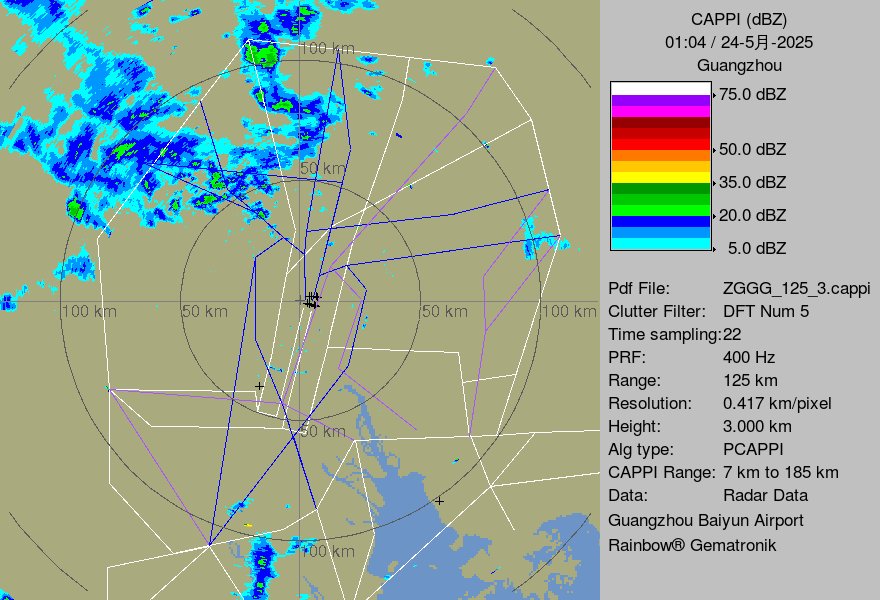 CAPPI (dBZ)
01:04 / 24-5月-2025
Guangzhou
75.0 dBZ
50.0 dBZ
35.0 dBZ
20.0 dBZ
5.0 dBZ
Pdf File: ZGGG_125_3.cappi
Clutter Filter: DFT Num 5
Time sampling:22
PRF: 400 Hz
Range: 125 km
Resolution: 0.417 km/pixel
Height: 3.000 km
Alg type: PCAPPI
CAPPI Range: 7 km to 185 km
Data: Radar Data
Guangzhou Baiyun Airport
Rainbow® Gematronik
100 km
50 km
100 km
50 km
50 km
100 km
50 km
100 km